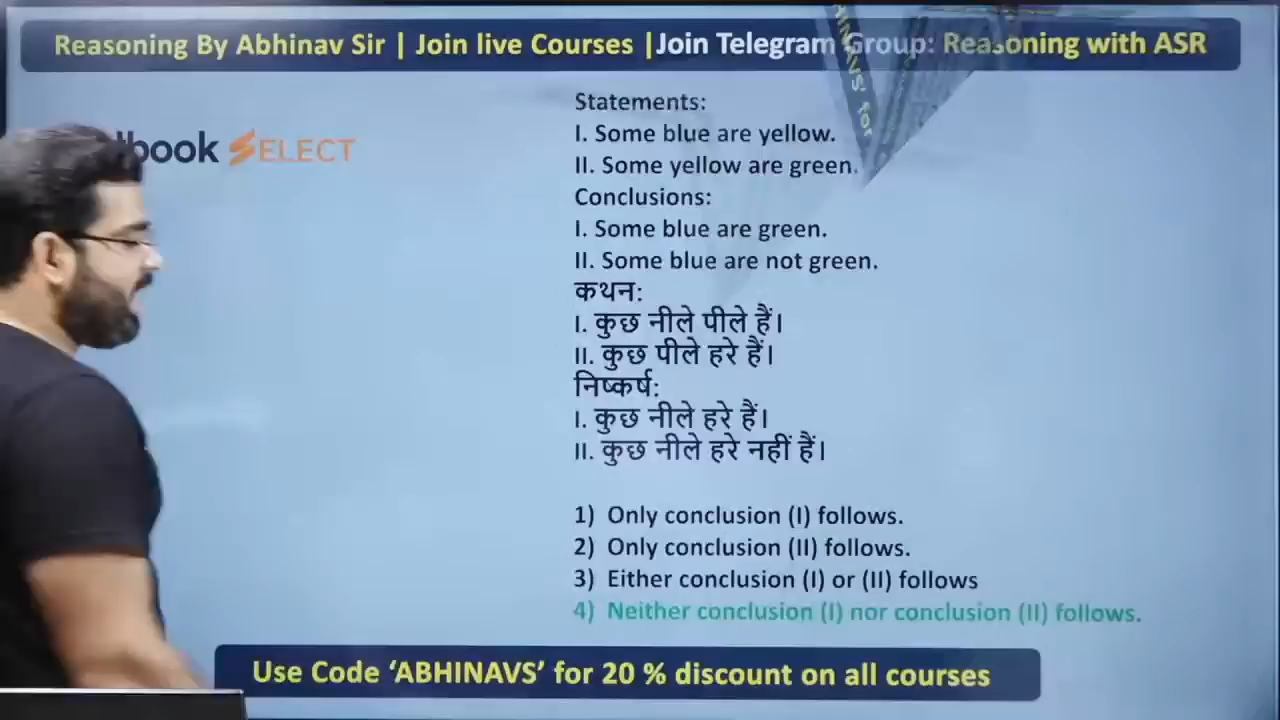 Reasoning By Abhinav Sir | Join live Courses |Join Telegram Group: Reasoning with ASR
book SELECT
Statements:
I. Some blue are yellow.
II. Some yellow are green.
Conclusions:
I. Some blue are green.
II. Some blue are not green.
कथन:
I. कुछ नीले पीले हैं।
II. कुछ पीले हरे हैं।
निष्कर्ष:
I. कुछ नीले हरे हैं।
II. कुछ नीले हरे नहीं हैं।
1) Only conclusion (I) follows.
2) Only conclusion (II) follows.
3) Either conclusion (I) or (II) follows
4) Neither conclusion (I) nor conclusion (II) follows.
Use Code ‘ABHINAVS’ for 20 % discount on all courses